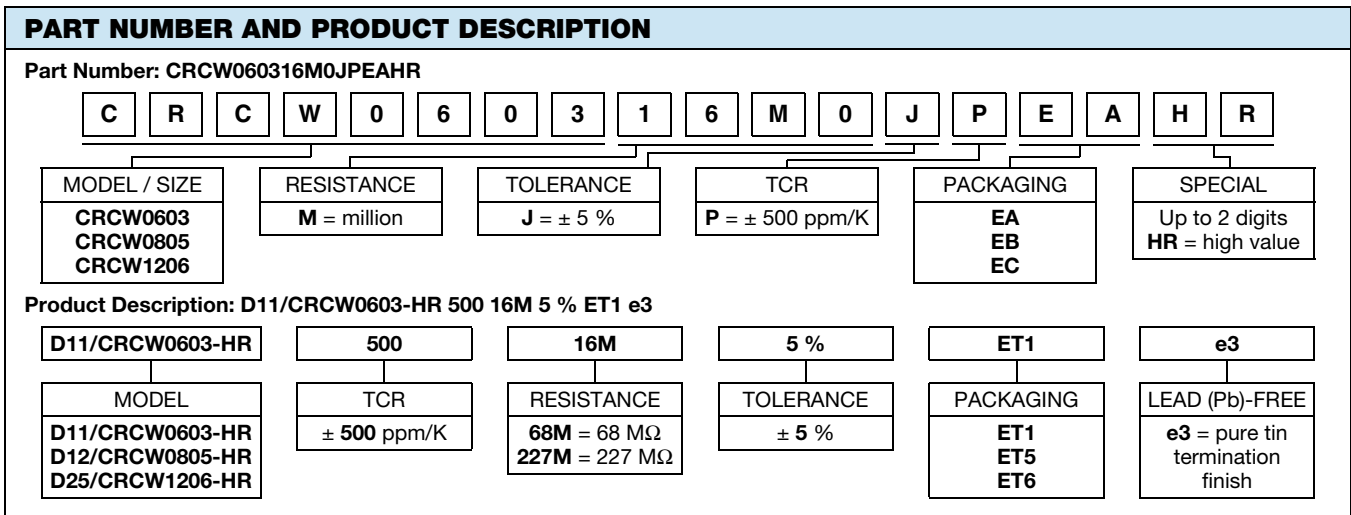 PART NUMBER AND PRODUCT DESCRIPTION
Part Number: CRCW060316M0JPEAHR
C R C W 0 6 0 3 1 6 M 0 J P E A H R
MODEL / SIZE RESISTANCE TOLERANCE TCR PACKAGING SPECIAL
CRCW0603 M = million J = ± 5 % P = ± 500 ppm/K EA Up to 2 digits
CRCW0805 EB HR = high value
CRCW1206 EC
Product Description: D11/CRCW0603-HR 500 16M 5 % ET1 e3
D11/CRCW0603-HR 500 16M 5 % ET1 e3
MODEL TCR RESISTANCE TOLERANCE PACKAGING LEAD (Pb)-FREE
D11/CRCW0603-HR ± 500 ppm/K 68M = 68 MΩ ± 5 % ET1 e3 = pure tin
D12/CRCW0805-HR 227M = 227 MΩ ET5 termination
D25/CRCW1206-HR ET6 finish